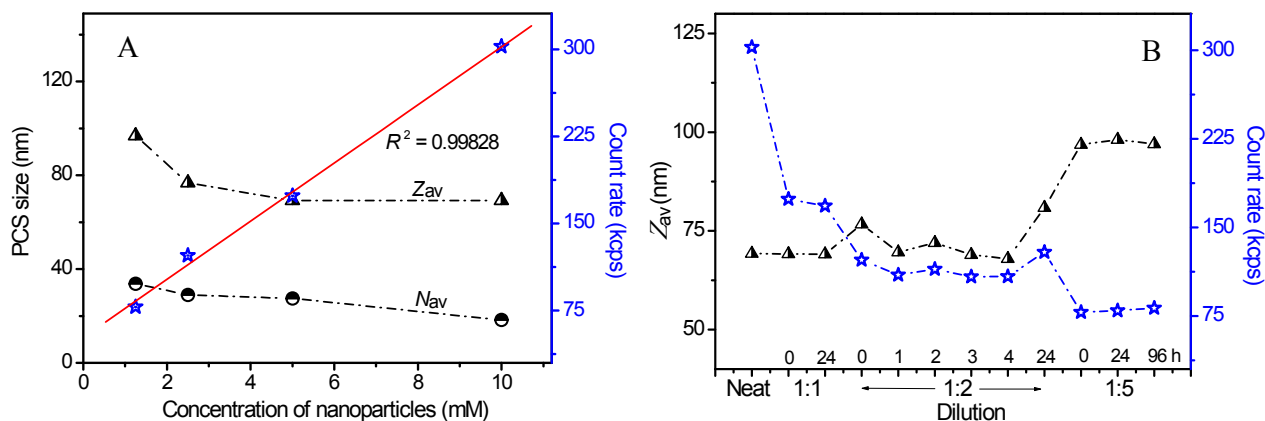 A
PCS size (nm)
120
80
40
0
0
2
4
6
8
10
Concentration of nanoparticles (mM)
300
225
150
75
Count rate (kcps)
R² = 0.99828
Zav
Nav
B
Zav (nm)
125
100
75
50
300
225
150
75
Count rate (kcps)
0 24 0 1 2 3 4 24 0 24 96 h
Neat 1:1 1:2 1:5
Dilution